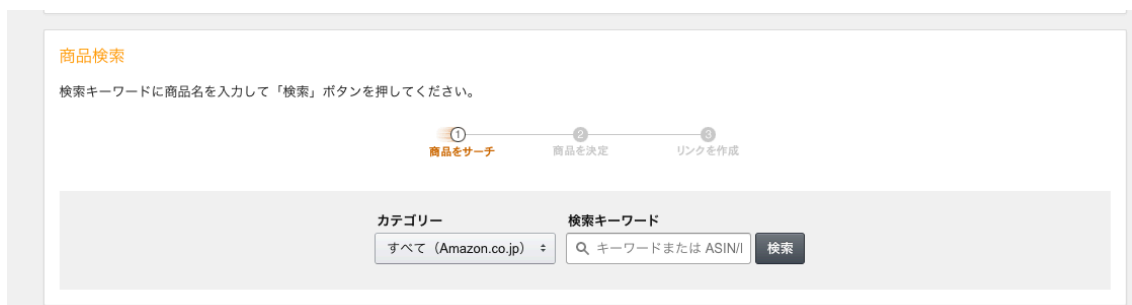 商品検索
検索キーワードに商品名を入力して「検索」ボタンを押してください。
1 2 3
商品をサーチ 商品を決定 リンクを作成
カテゴリー 検索キーワード
すべて（Amazon.co.jp） キーワードまたは ASIN/I 検索